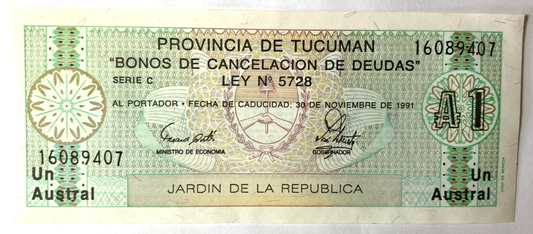 PROVINCIA DE TUCUMAN
16089407
"BONOS DE CANCELACION DE DEUDAS"
SERIE C
LEY Nº 5728
AL PORTADOR • FECHA DE CADUCIDAD: 30 DE NOVIEMBRE DE 1991
A1
16089407
MINISTRO DE ECONOMIA
GOBERNADOR
Un
Austral
JARDIN DE LA REPUBLICA
Un
Austral